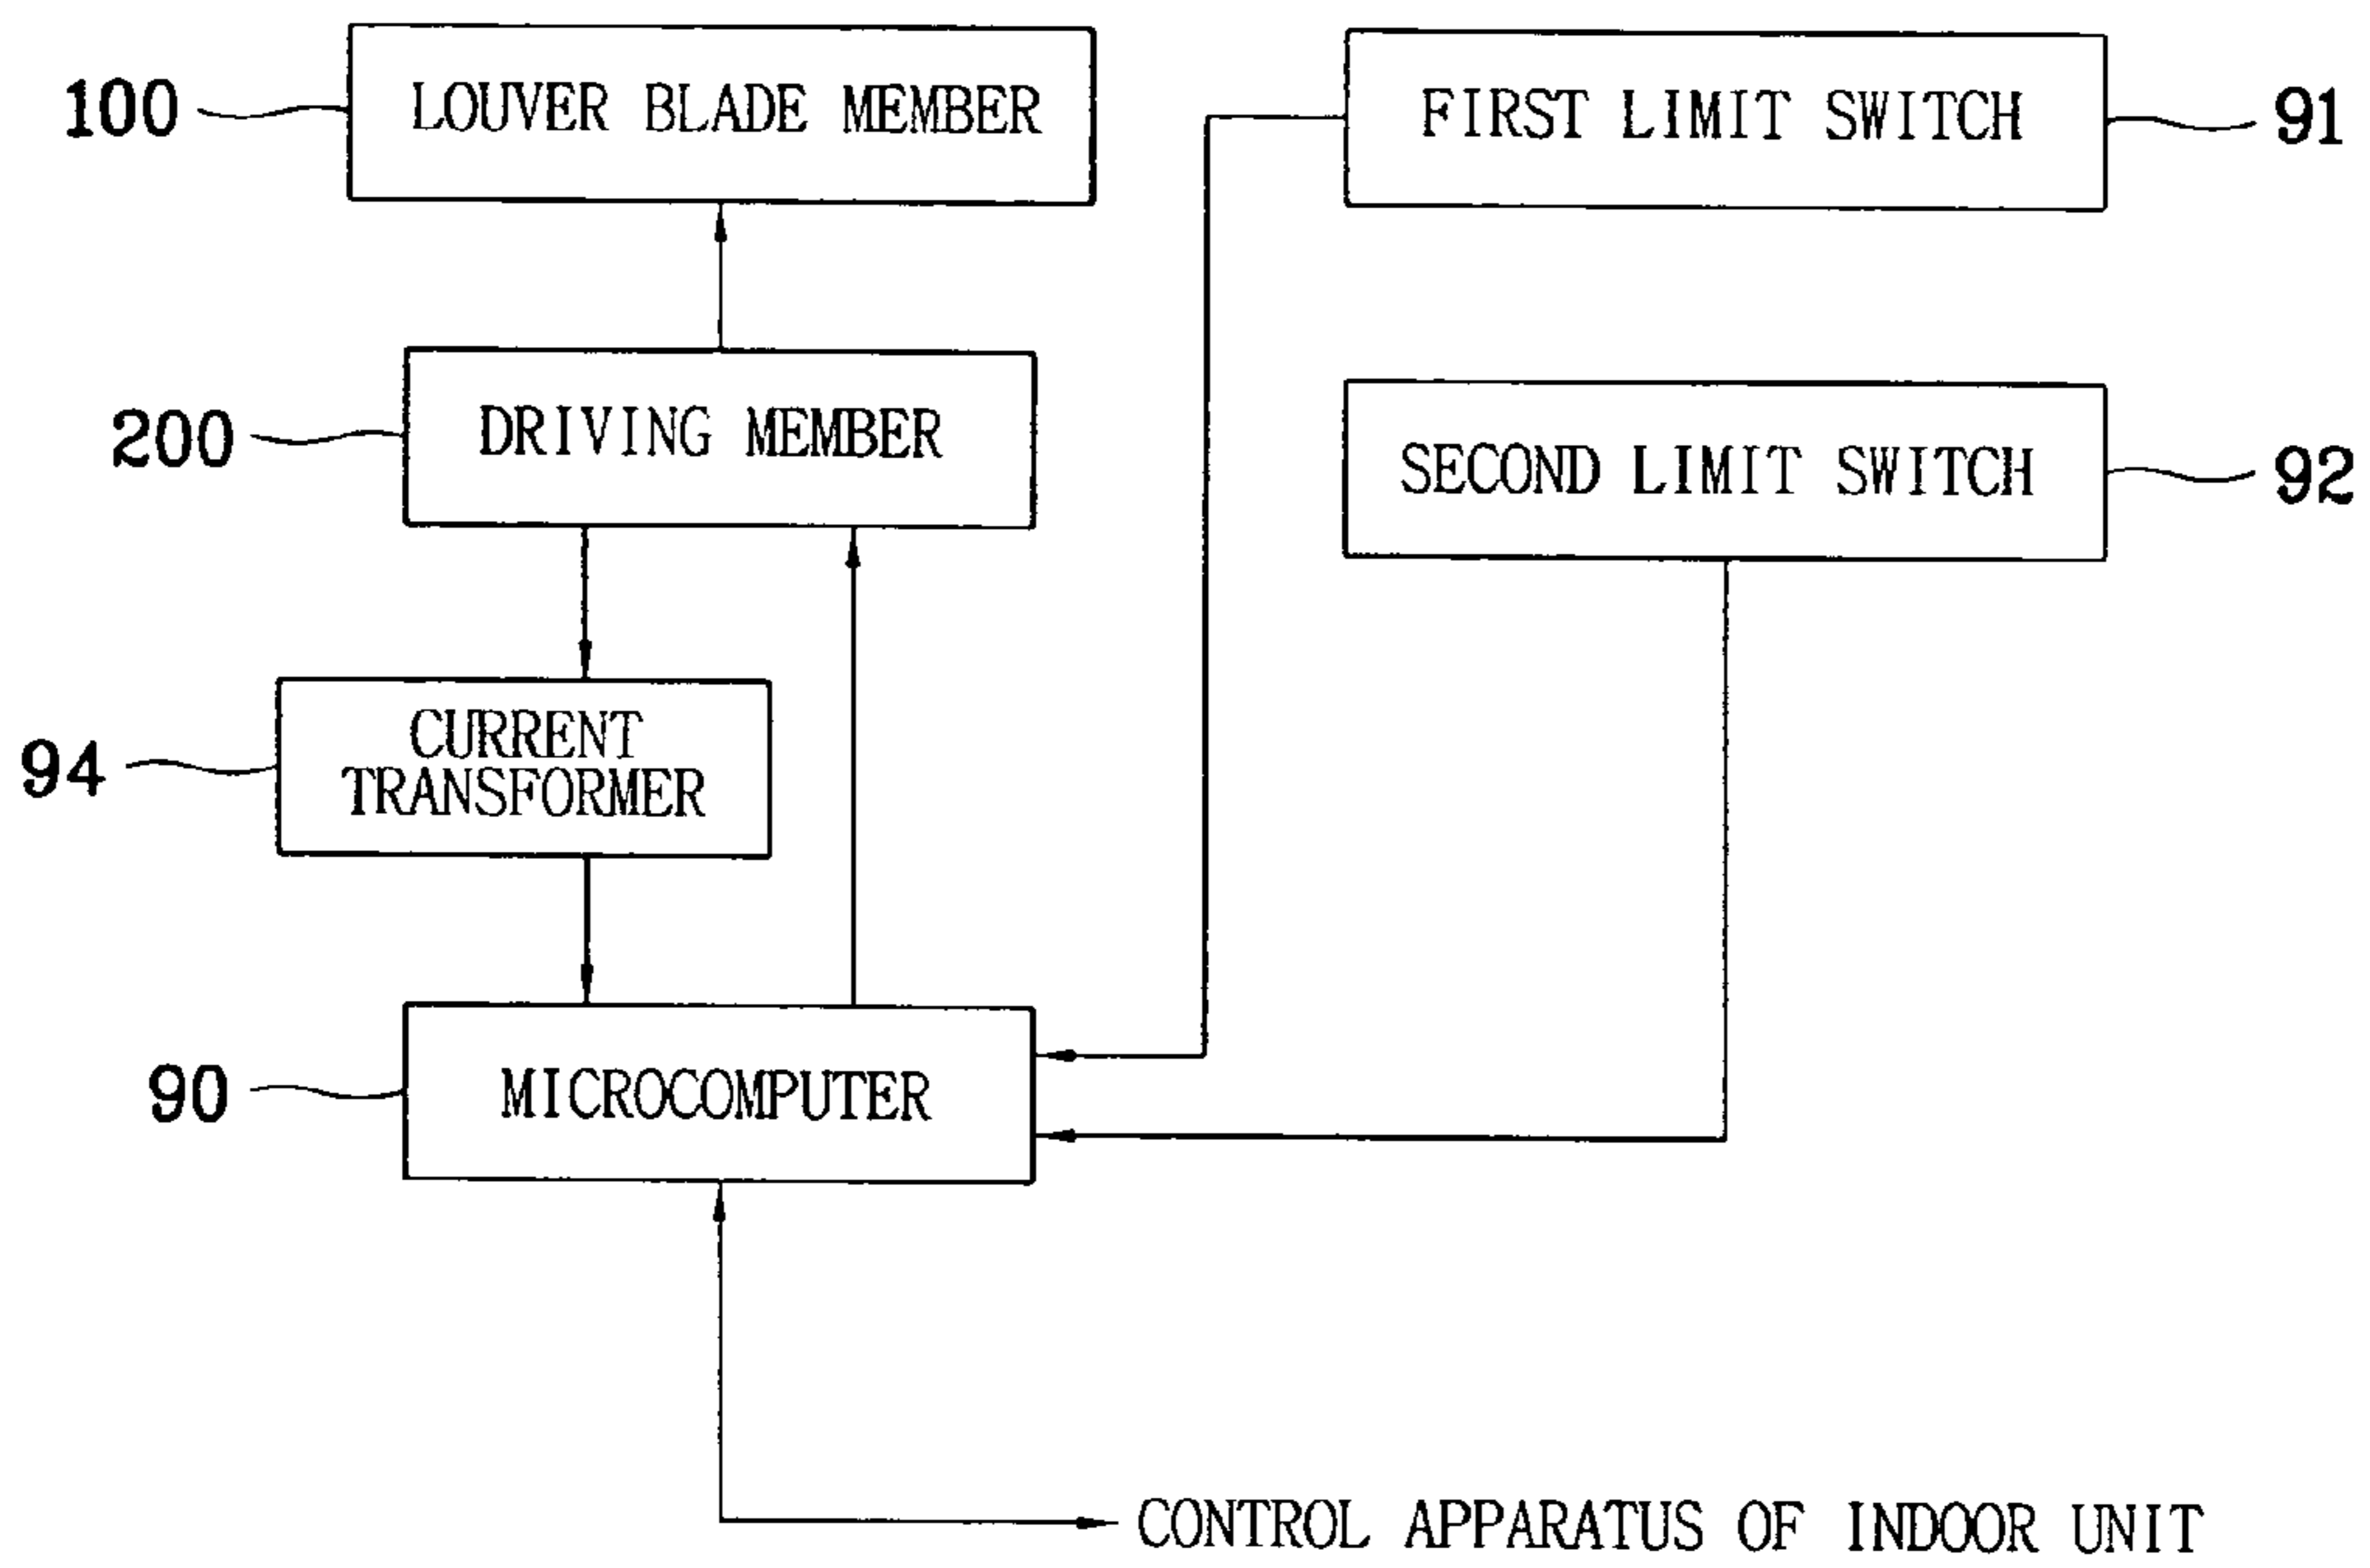 100
LOUVER BLADE MEMBER
FIRST LIMIT SWITCH
91
200
DRIVING MEMBER
SECOND LIMIT SWITCH
92
94
CURRENT
TRANSFORMER
90
MICROCOMPUTER
CONTROL APPARATUS OF INDOOR UNIT